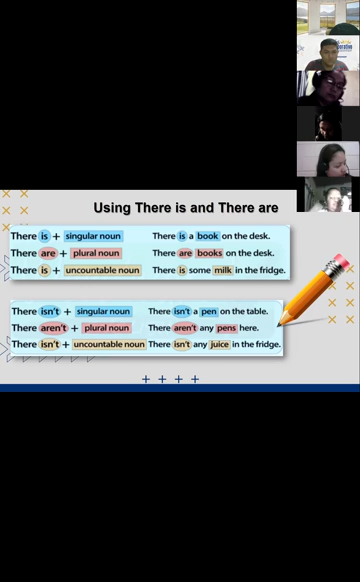 Using There is and There are
There is + singular noun There is a book on the desk.
There are + plural noun There are books on the desk.
There is + uncountable noun There is some milk in the fridge.
There isn't + singular noun There isn't a pen on the table.
There aren't + plural noun There aren't any pens here.
There isn't + uncountable noun There isn't any juice in the fridge.